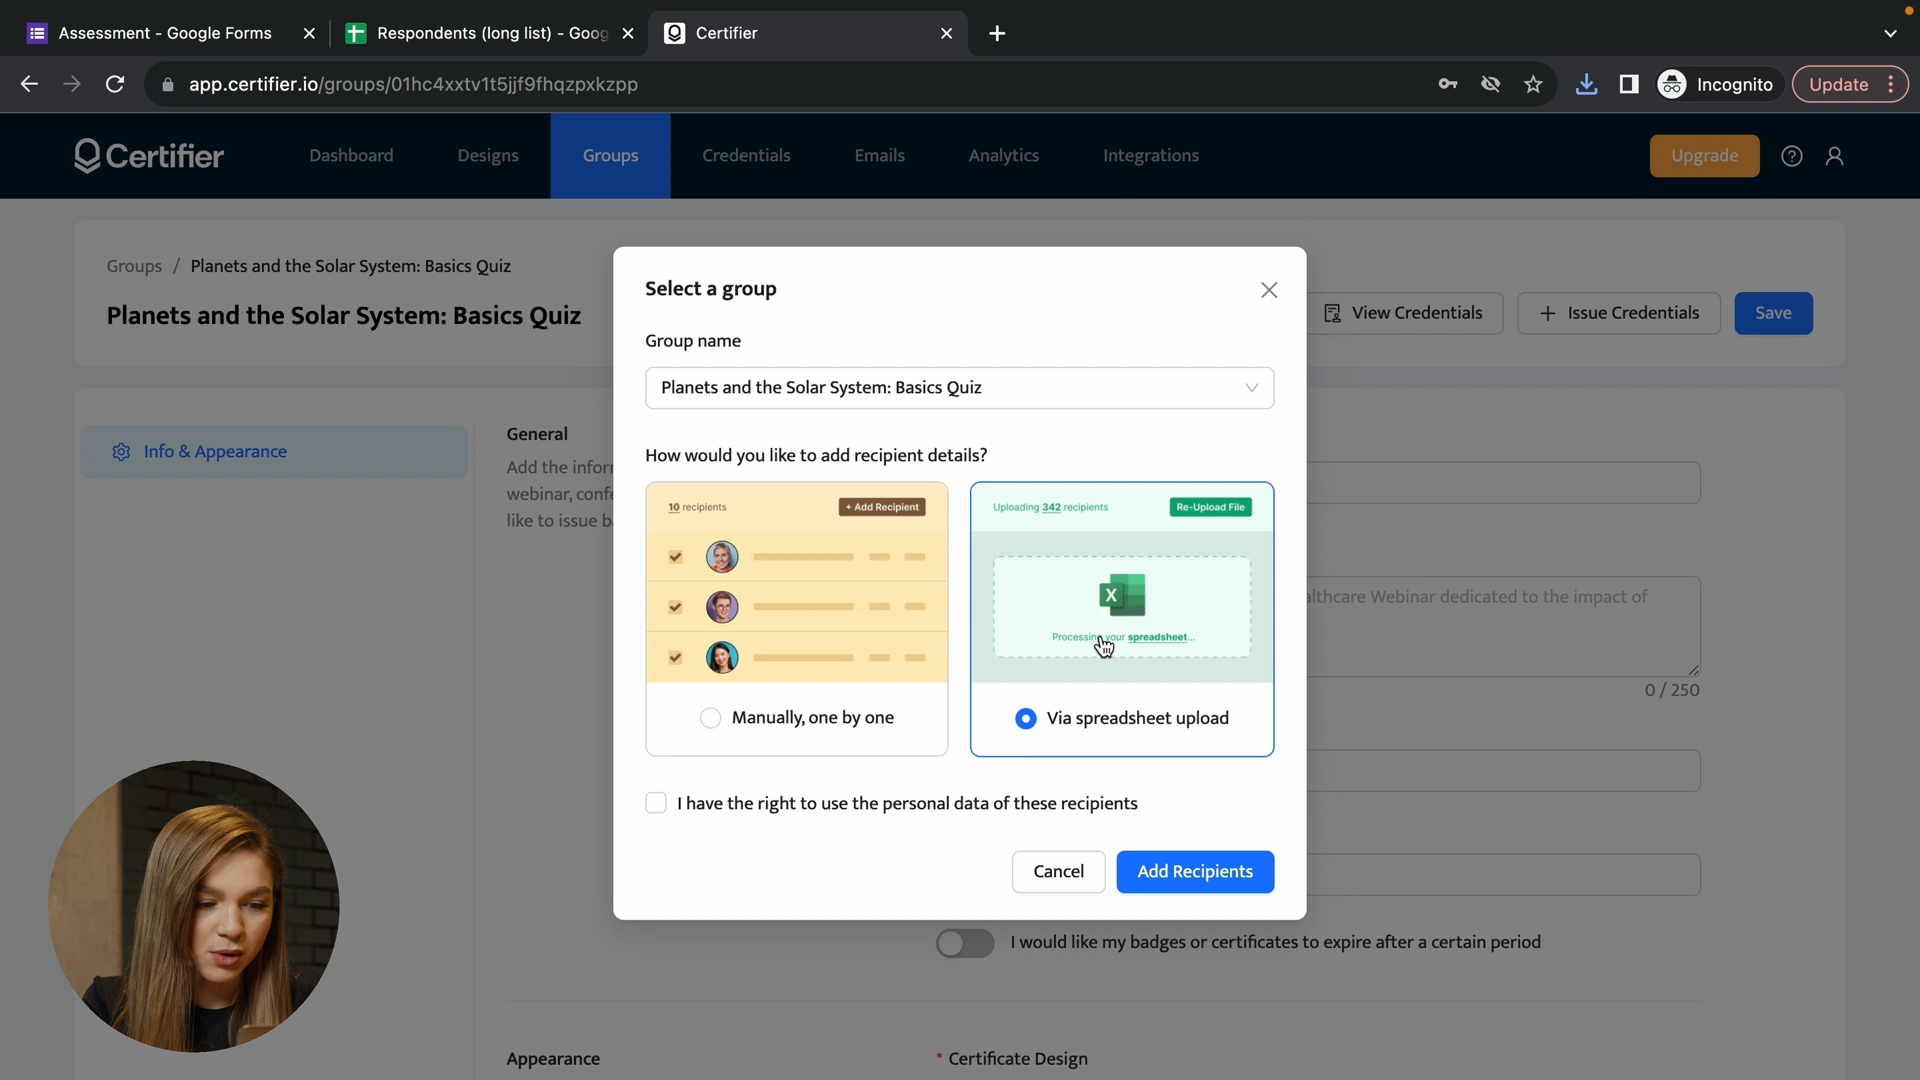 Assessment - Google Forms
Respondents (long list) - Goog
Certifier
app.certifier.io/groups/01hc4xxtv1t5jjf9fhqzpxkzpp
Incognito
Update
Certifier
Dashboard
Designs
Groups
Credentials
Emails
Analytics
Integrations
Upgrade
Groups / Planets and the Solar System: Basics Quiz
Planets and the Solar System: Basics Quiz
View Credentials
Issue Credentials
Save
Info & Appearance
General
Add the infor
webinar, confe
like to issue b
Select a group
Group name
Planets and the Solar System: Basics Quiz
How would you like to add recipient details?
10 recipients
+ Add Recipient
Manually, one by one
Uploading 342 recipients
Re-Upload File
X
Processing your spreadsheet...
Via spreadsheet upload
I have the right to use the personal data of these recipients
Cancel
Add Recipients
althcare Webinar dedicated to the impact of
0 / 250
I would like my badges or certificates to expire after a certain period
Appearance
* Certificate Design